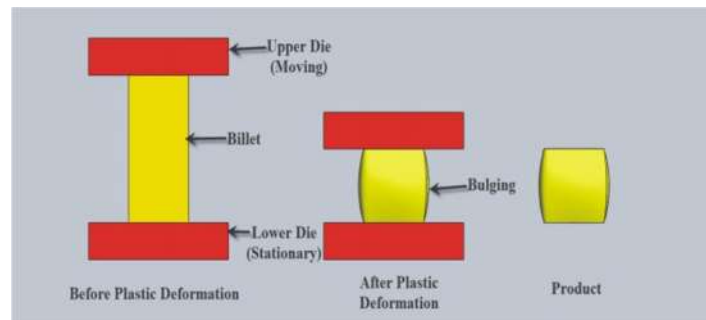 Upper Die
(Moving)
Billet
Lower Die
(Stationary)
Before Plastic Deformation
Bulging
After Plastic
Deformation
Product